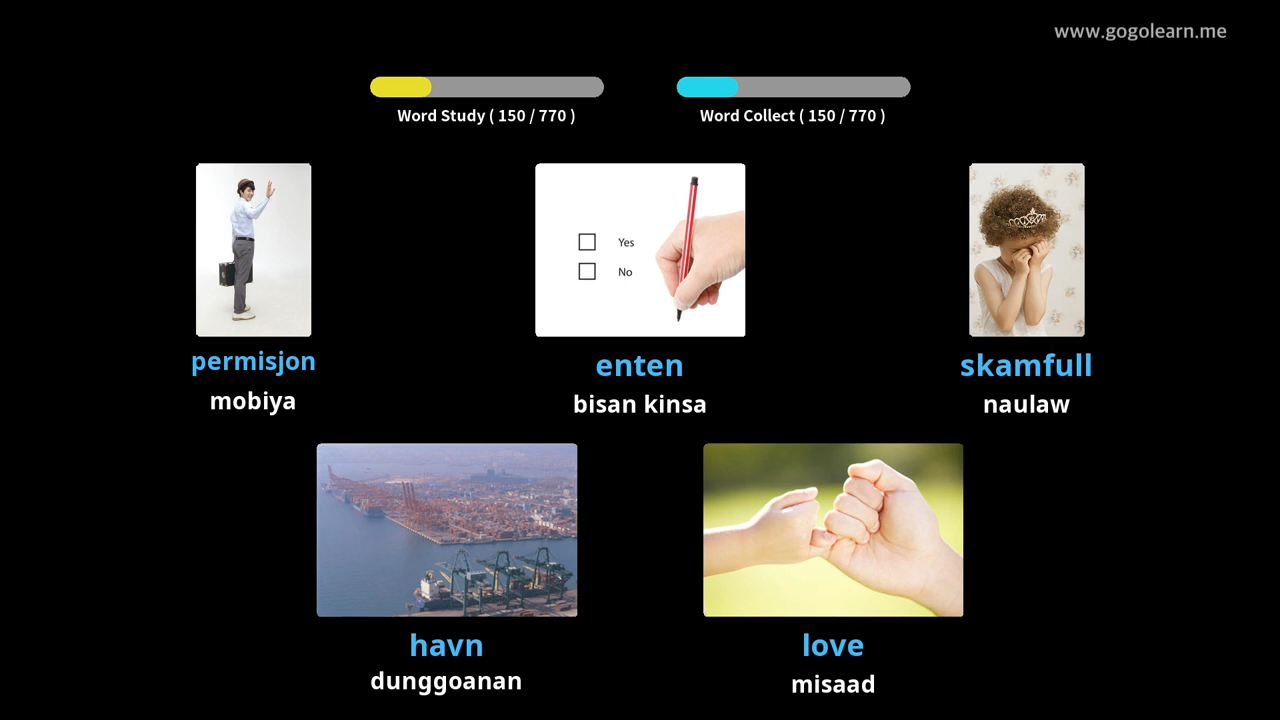 www.gogolearn.me
Word Study ( 150 / 770 )
Word Collect ( 150 / 770 )
Yes
No
permisjon
mobiya
enten
bisan kinsa
skamfull
naulaw
havn
dunggoanan
love
misaad